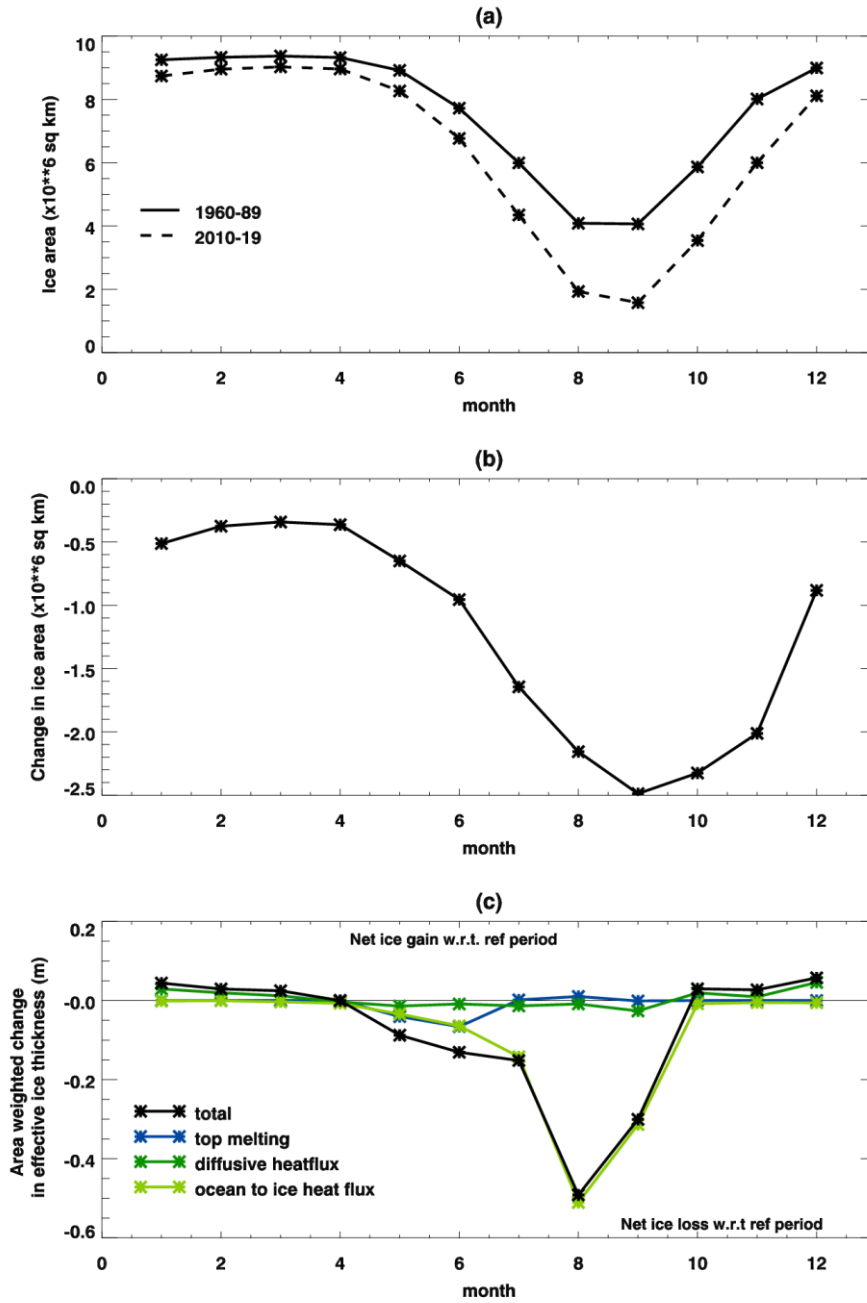 (a)
Ice area (x10**6 sq km)
10
8
6
4
2
0
1960-89
2010-19
0 2 4 6 8 10 12
month
(b)
Change in ice area (x10**6 sq km)
0.0
-0.5
-1.0
-1.5
-2.0
-2.5
0 2 4 6 8 10 12
month
(c)
Area weighted change
in effective ice thickness (m)
0.2
-0.0
-0.2
-0.4
-0.6
Net ice gain w.r.t. ref period
total
top melting
diffusive heatflux
ocean to ice heat flux
Net ice loss w.r.t ref period
0 2 4 6 8 10 12
month